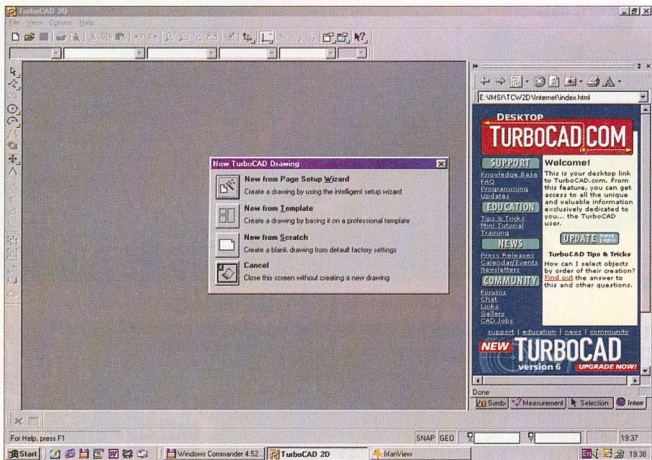 TurboCAD 2D
File View Options Help
E:\IMSI\TCW2D\Internet\index.html
DESKTOP
TURBOCAD.COM
SUPPORT
Knowledge Base
FAQ
Programming
Updates
EDUCATION
Tips & Tricks
Mini Tutorial
Training
NEWS
Press Releases
Calendar/Events
Newsletters
COMMUNITY
Forums
Chat
Links
Gallery
CAD Jobs
Welcome!
This is your desktop link
to TurboCAD.com. From
this feature, you can get
access to all the unique
and valuable information
exclusively dedicated to
you... the TurboCAD
user.
UPDATE these pages
TurboCAD Tips & Tricks
How can I select objects
by order of their creation?
Find out the answer to
this and other questions.
support | education | news | community
NEW TURBOCAD
version 6 UPGRADE NOW!
Done
Symb Measurement Selection Inter
New TurboCAD Drawing
New from Page Setup Wizard
Create a drawing by using the intelligent setup wizard
New from Template
Create a drawing by basing it on a professional template
New from Scratch
Create a blank drawing from default factory settings
Cancel
Close this screen without creating a new drawing
For Help, press F1
SNAP GEO
19:37
Start
Windows Commander 4.52
TurboCAD 2D
ManView
En
19:38